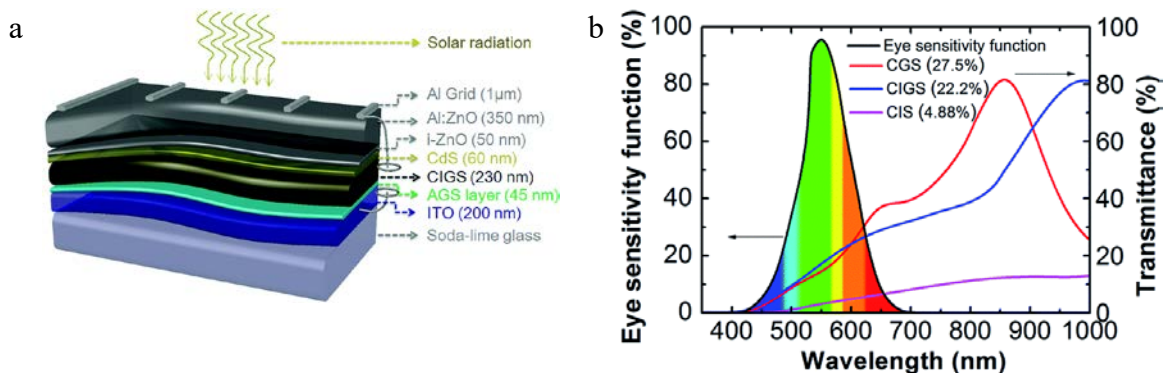 a
Solar radiation
Al Grid (1μm)
Al:ZnO (350 nm)
i-ZnO (50 nm)
CdS (60 nm)
CIGS (230 nm)
AGS layer (45 nm)
ITO (200 nm)
Soda-lime glass
b
Eye sensitivity function (%)
100
80
60
40
20
0
Eye sensitivity function
CGS (27.5%)
CIGS (22.2%)
CIS (4.88%)
100
80
60
40
20
0
Transmittance (%)
400 500 600 700 800 900 1000
Wavelength (nm)